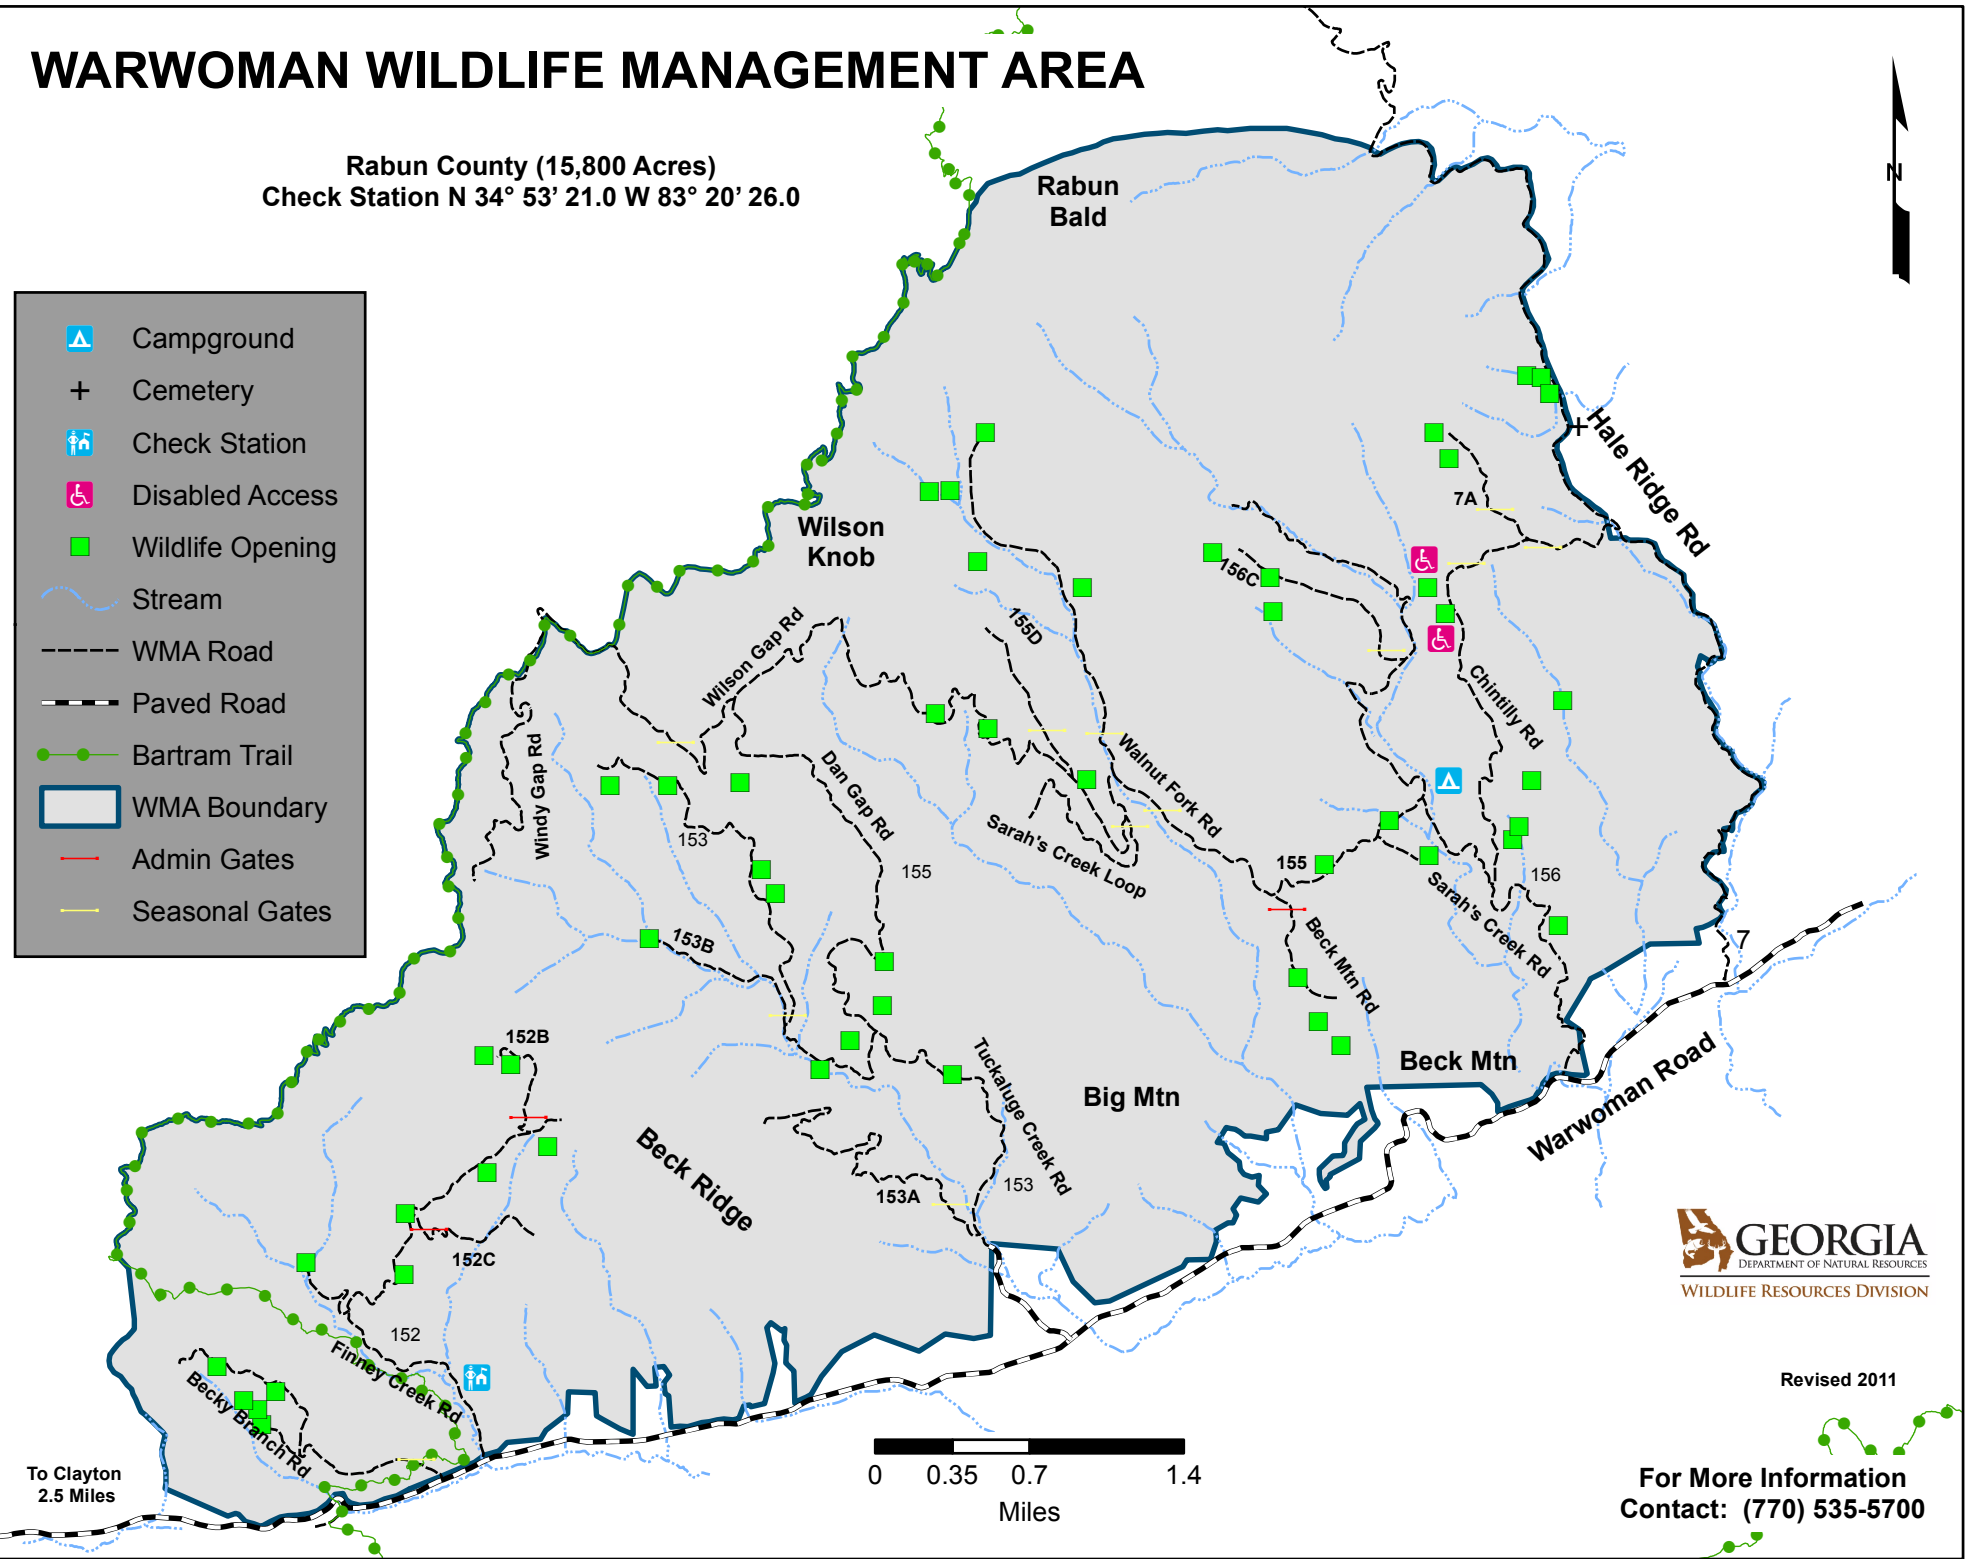 WARWOMAN WILDLIFE MANAGEMENT AREA
Rabun County (15,800 Acres)
Check Station N 34° 53’ 21.0 W 83° 20’ 26.0
N
Campground
Cemetery
Check Station
Disabled Access
Wildlife Opening
Stream
WMA Road
Paved Road
Bartram Trail
WMA Boundary
Admin Gates
Seasonal Gates
Rabun
Bald
Hale Ridge Rd
7A
Wilson
Knob
156C
155D
Wilson Gap Rd
Chintilly Rd
Windy Gap Rd
Dan Gap Rd
Walnut Fork Rd
153
Sarah's Creek Loop
155
155
156
Sarah's Creek Rd
153B
Beck Mtn Rd
7
152B
Tuckaluge Creek Rd
Beck Mtn
Big Mtn
Warwoman Road
Beck Ridge
153A
153
152C
152
Finney Creek Rd
Becky Branch Rd
To Clayton
2.5 Miles
0 0.35 0.7 1.4
Miles
GEORGIA
DEPARTMENT OF NATURAL RESOURCES
WILDLIFE RESOURCES DIVISION
Revised 2011
For More Information
Contact: (770) 535-5700